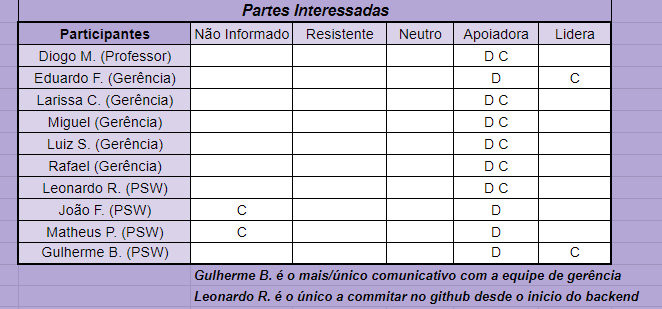 Partes Interessadas
Participantes Não Informado Resistente Neutro Apoiadora Lidera
Diogo M. (Professor) D C
Eduardo F. (Gerência) D C
Larissa C. (Gerência) D C
Miguel (Gerência) D C
Luiz S. (Gerência) D C
Rafael (Gerência) D C
Leonardo R. (PSW) D C
João F. (PSW) C D
Matheus P. (PSW) C D
Gulherme B. (PSW) D C
Gulherme B. é o mais/único comunicativo com a equipe de gerência
Leonardo R. é o único a commitar no github desde o inicio do backend